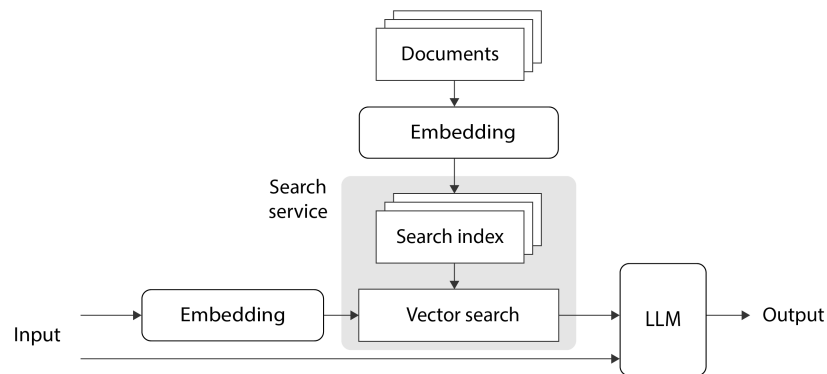 Documents
Embedding
Search
service
Search index
Embedding
Vector search
LLM
Output
Input